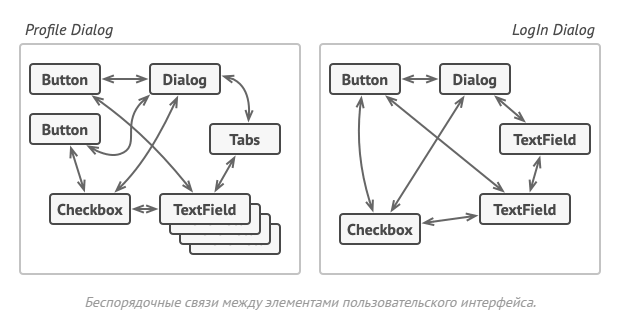 Profile Dialog
Button
Dialog
Button
Tabs
Checkbox
TextField
LogIn Dialog
Button
Dialog
TextField
TextField
Checkbox
Беспорядочные связи между элементами пользовательского интерфейса.